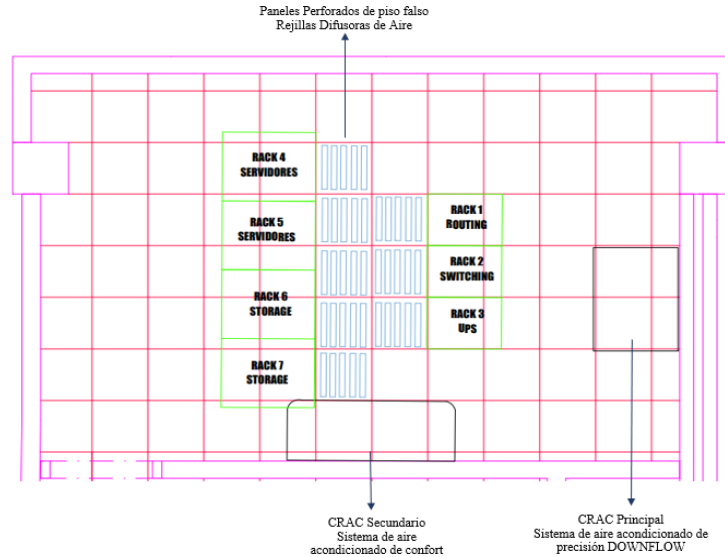 Paneles Perforados de piso falso
Rejillas Difusoras de Aire
RACK 4
SERVIDORES
RACK 5
SERVIDORES
RACK 6
STORAGE
RACK 7
STORAGE
RACK 1
ROUTING
RACK 2
SWITCHING
RACK 3
UPS
CRAC Secundario
Sistema de aire
acondicionado de confort
CRAC Principal
Sistema de aire acondicionado de
precisión DOWNFLOW